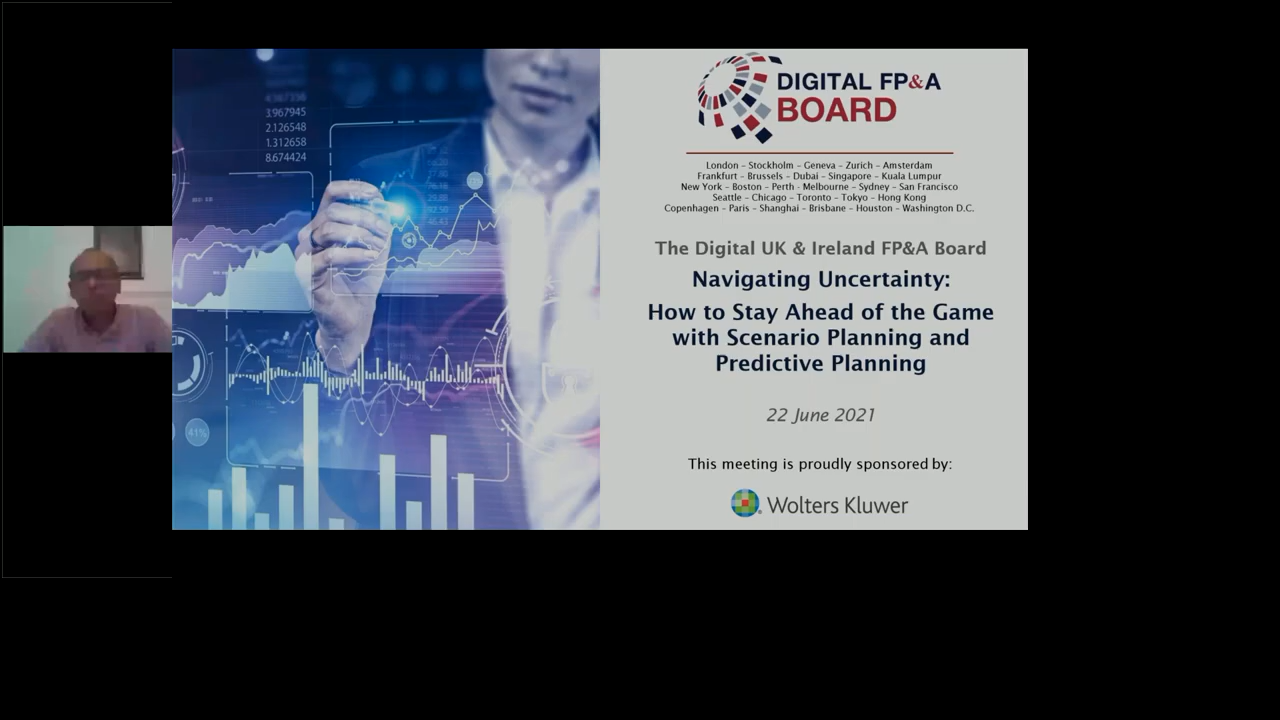 3.967945
2.126548
1.312658
8.674424
41%
DIGITAL FP&A
BOARD
London – Stockholm – Geneva – Zurich – Amsterdam
Frankfurt – Brussels – Dubai – Singapore – Kuala Lumpur
New York – Boston – Perth - Melbourne – Sydney – San Francisco
Seattle – Chicago – Toronto – Tokyo – Hong Kong
Copenhagen – Paris – Shanghai – Brisbane – Houston – Washington D.C.
The Digital UK & Ireland FP&A Board
Navigating Uncertainty:
How to Stay Ahead of the Game
with Scenario Planning and
Predictive Planning
22 June 2021
This meeting is proudly sponsored by:
Wolters Kluwer